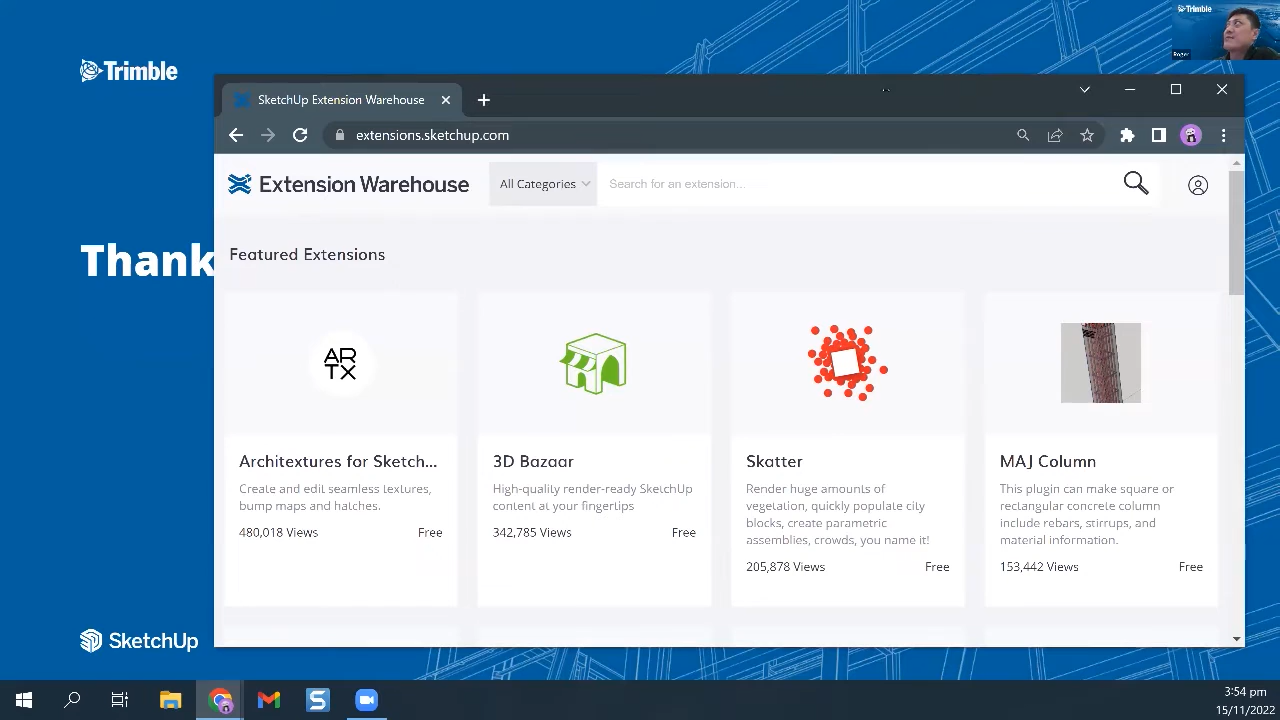 Trimble
Roger
Trimble
SketchUp Extension Warehouse
extensions.sketchup.com
Extension Warehouse
All Categories
Search for an extension...
Thank
Featured Extensions
AR
TX
Architextures for Sketch...
Create and edit seamless textures,
bump maps and hatches.
480,018 Views
Free
3D Bazaar
High-quality render-ready SketchUp
content at your fingertips
342,785 Views
Free
Skatter
Render huge amounts of
vegetation, quickly populate city
blocks, create parametric
assemblies, crowds, you name it!
205,878 Views
Free
MAJ Column
This plugin can make square or
rectangular concrete column
include rebars, stirrups, and
material information.
153,442 Views
Free
SketchUp
S
3:54 pm
15/11/2022